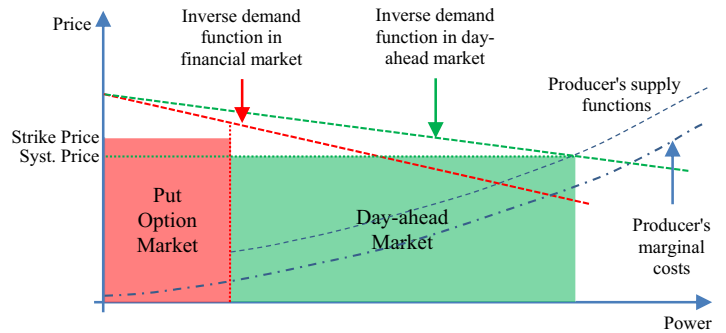 Price
Inverse demand
function in
financial market
Inverse demand
function in day-
ahead market
Producer's supply
functions
Strike Price
Syst. Price
Put
Option
Market
Day-ahead
Market
Producer's
marginal
costs
Power